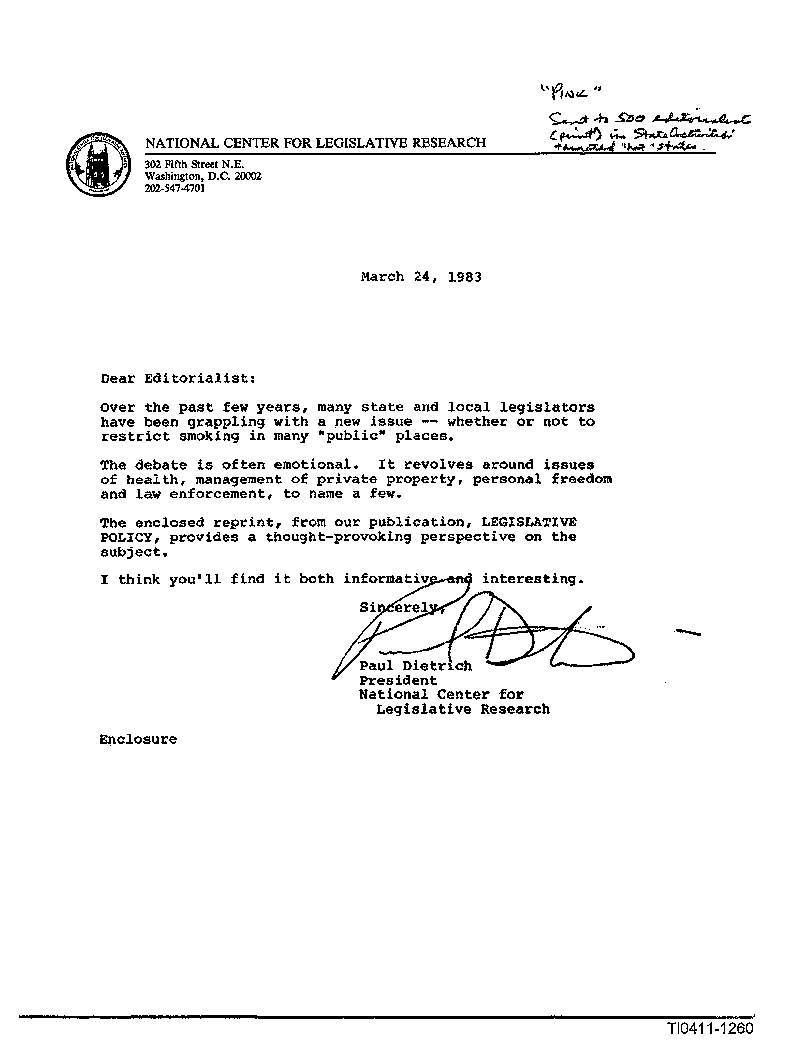 "PINK"
Sent to 500 editorialists
(print) in State Activities'
targeted "hot" states.
NATIONAL CENTER FOR LEGISLATIVE RESEARCH
302 Fifth Street N.E.
Washington, D.C. 20002
202-547-4701
March 24, 1983
Dear Editorialist:
Over the past few years, many state and local legislators
have been grappling with a new issue -- whether or not to
restrict smoking in many "public" places.
The debate is often emotional. It revolves around issues
of health, management of private property, personal freedom
and law enforcement, to name a few.
The enclosed reprint, from our publication, LEGISLATIVE
POLICY, provides a thought-provoking perspective on the
subject.
I think you'll find it both informative and interesting.
Sincerely,
Paul Dietrich
President
National Center for
Legislative Research
Enclosure
TI0411-1260